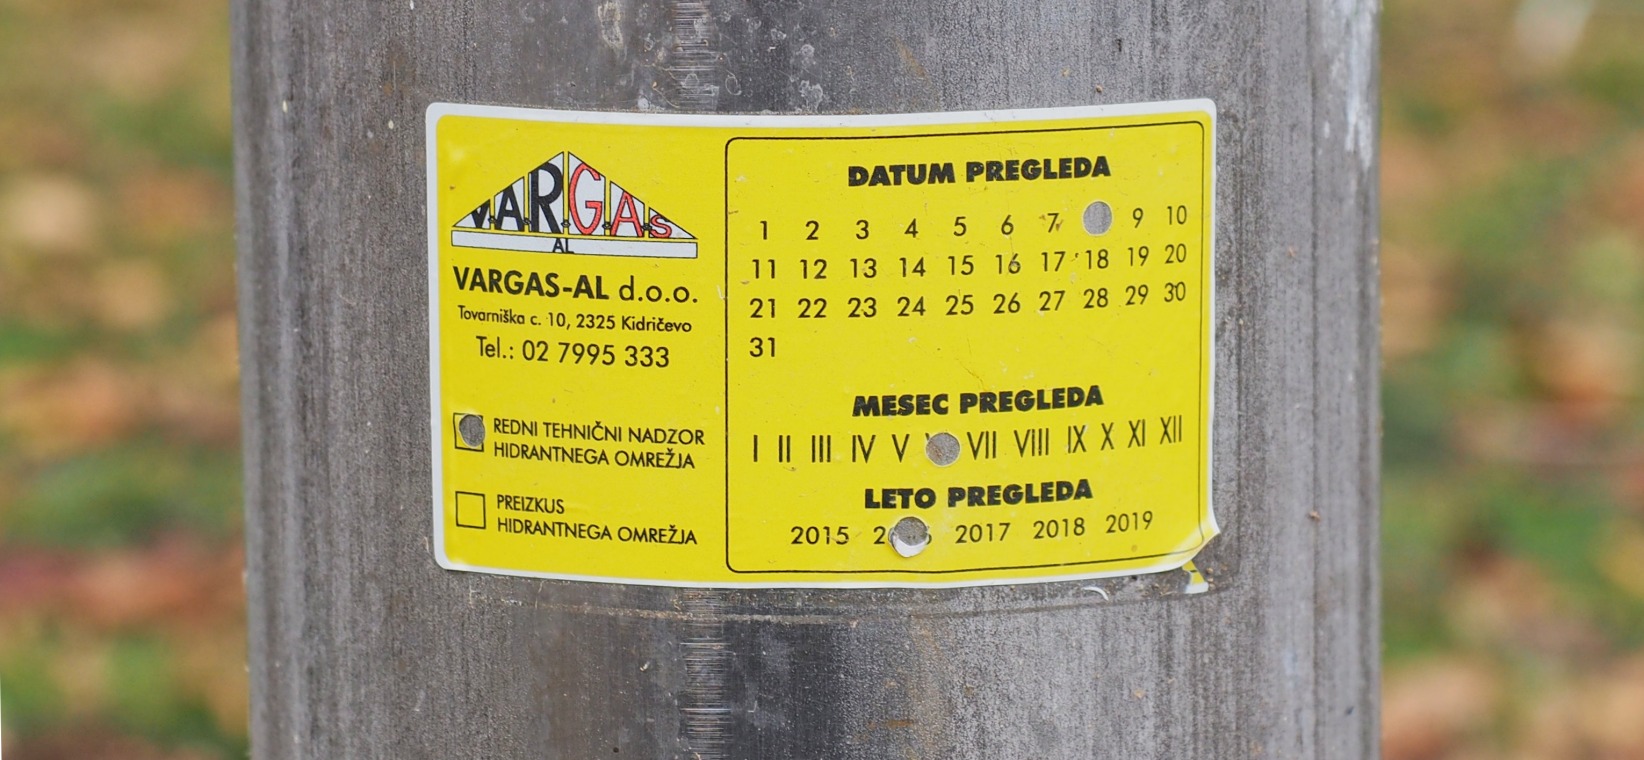 VARGAS
AL
VARGAS-AL d.o.o.
Tovarniška c. 10, 2325 Kidričevo
Tel.: 02 7995 333
REDNI TEHNIČNI NADZOR
HIDRANTNEGA OMREŽJA
PREIZKUS
HIDRANTNEGA OMREŽJA
DATUM PREGLEDA
1 2 3 4 5 6 7 9 10
11 12 13 14 15 16 17 18 19 20
21 22 23 24 25 26 27 28 29 30
31
MESEC PREGLEDA
I II III IV V VII VIII IX X XI XII
LETO PREGLEDA
2015 2017 2018 2019